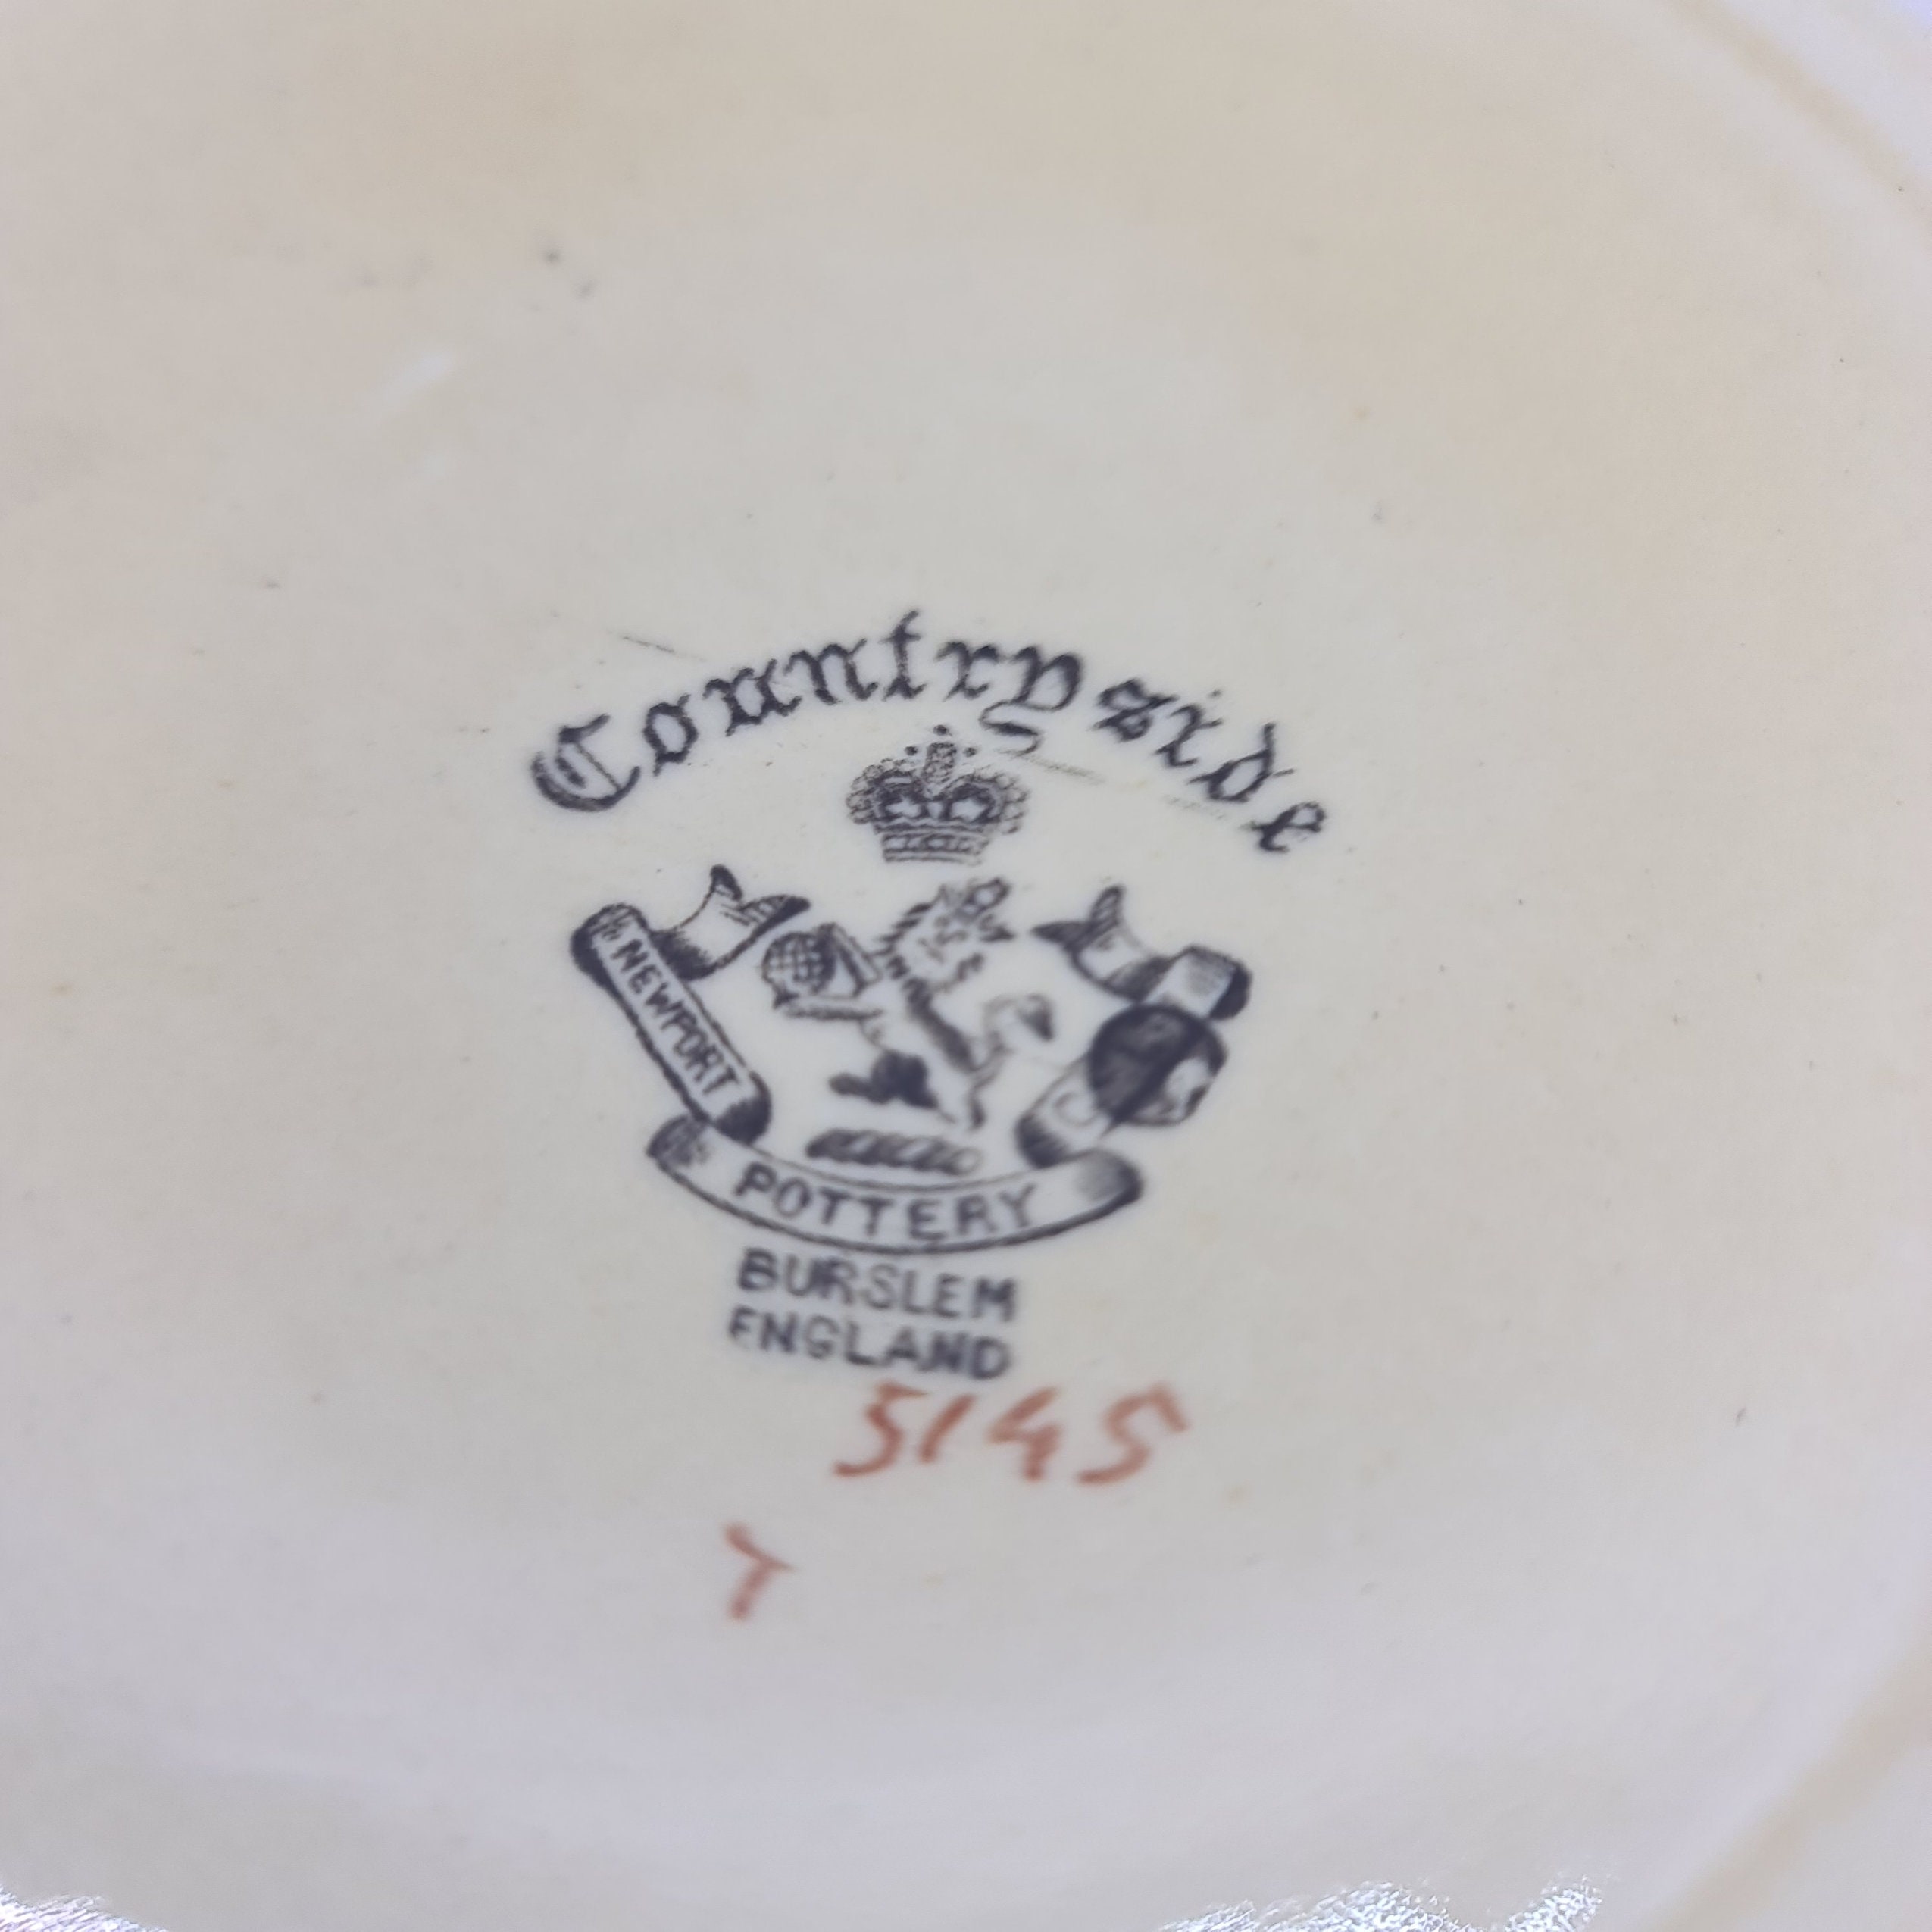 Countryside
NEWPORT
POTTERY
BURSLEM
ENGLAND
5145